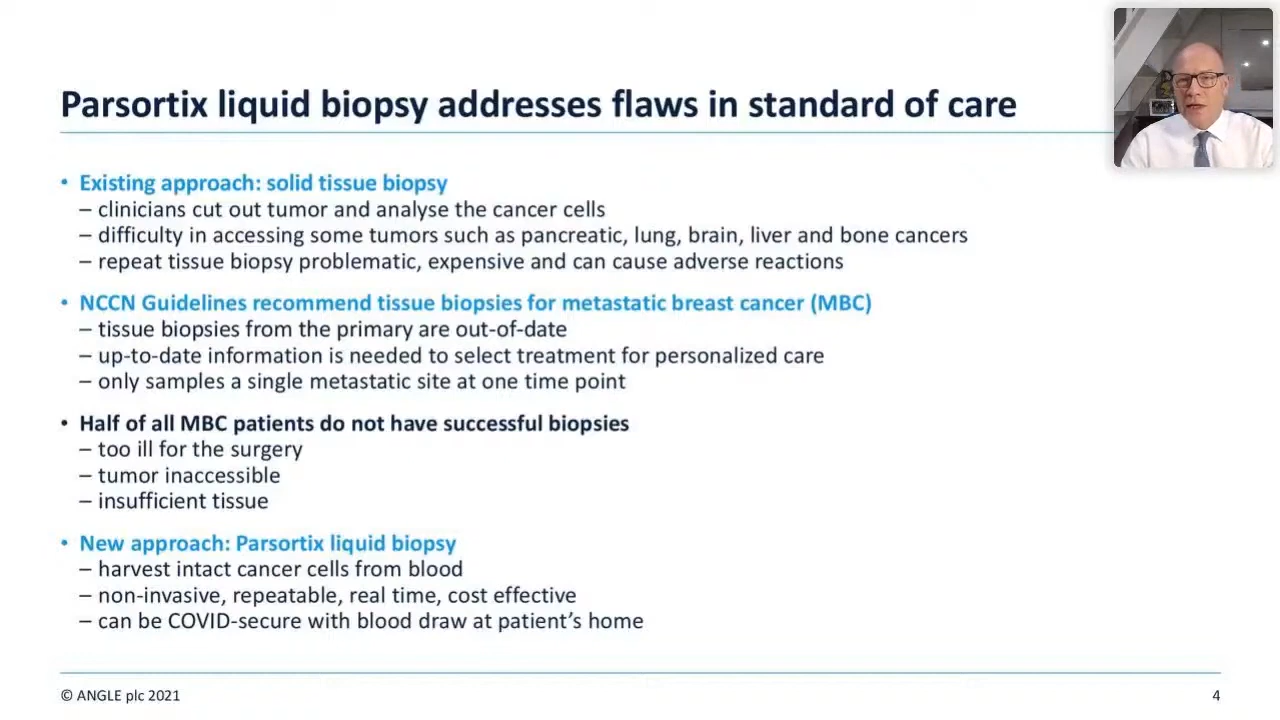 Parsortix liquid biopsy addresses flaws in standard of care
• Existing approach: solid tissue biopsy
– clinicians cut out tumor and analyse the cancer cells
– difficulty in accessing some tumors such as pancreatic, lung, brain, liver and bone cancers
– repeat tissue biopsy problematic, expensive and can cause adverse reactions
• NCCN Guidelines recommend tissue biopsies for metastatic breast cancer (MBC)
– tissue biopsies from the primary are out-of-date
– up-to-date information is needed to select treatment for personalized care
– only samples a single metastatic site at one time point
• Half of all MBC patients do not have successful biopsies
– too ill for the surgery
– tumor inaccessible
– insufficient tissue
• New approach: Parsortix liquid biopsy
– harvest intact cancer cells from blood
– non-invasive, repeatable, real time, cost effective
– can be COVID-secure with blood draw at patient’s home
© ANGLE plc 2021
4